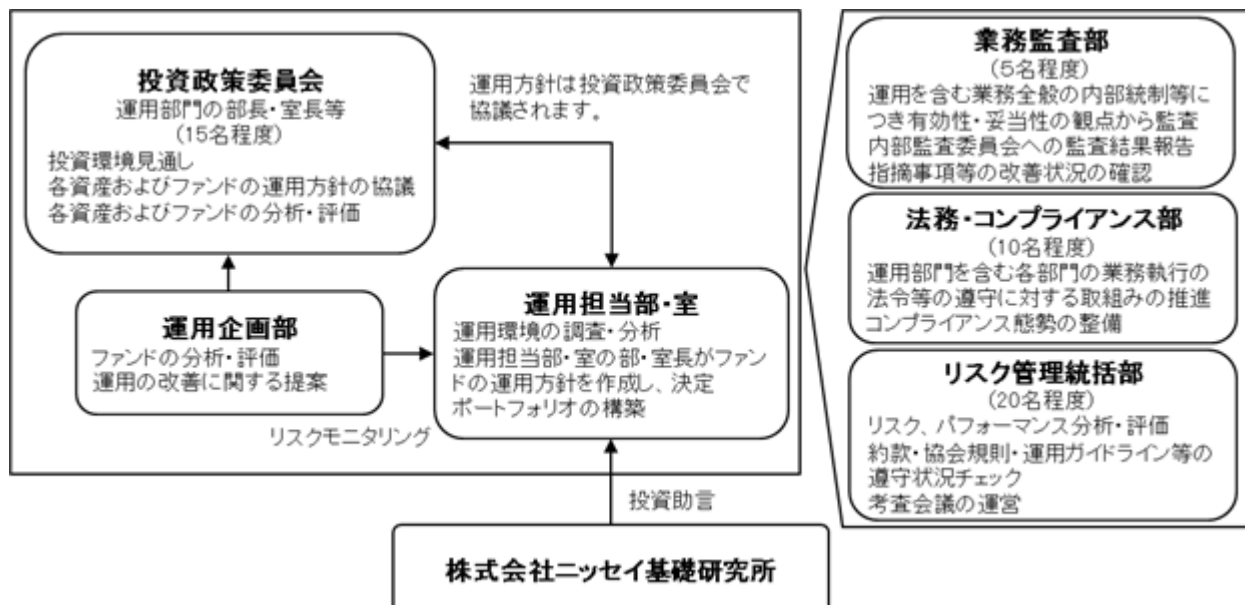 投資政策委員会
運用部門の部長・室長等
(15名程度)
投資環境見通し
各資産およびファンドの運用方針の協議
各資産およびファンドの分析・評価
運用方針は投資政策委員会で
協議されます。
運用企画部
ファンドの分析・評価
運用の改善に関する提案
運用担当部・室
運用環境の調査・分析
運用担当部・室の部・室長がファン
ドの運用方針を作成し、決定
ポートフォリオの構築
リスクモニタリング
投資助言
株式会社ニッセイ基礎研究所
業務監査部
(5名程度)
運用を含む業務全般の内部統制等に
つき有効性・妥当性の観点から監査
内部監査委員会への監査結果報告
指摘事項等の改善状況の確認
法務・コンプライアンス部
(10名程度)
運用部門を含む各部門の業務執行の
法令等の遵守に対する取組みの推進
コンプライアンス態勢の整備
リスク管理統括部
(20名程度)
リスク、パフォーマンス分析・評価
約款・協会規則・運用ガイドライン等の
遵守状況チェック
考査会議の運営